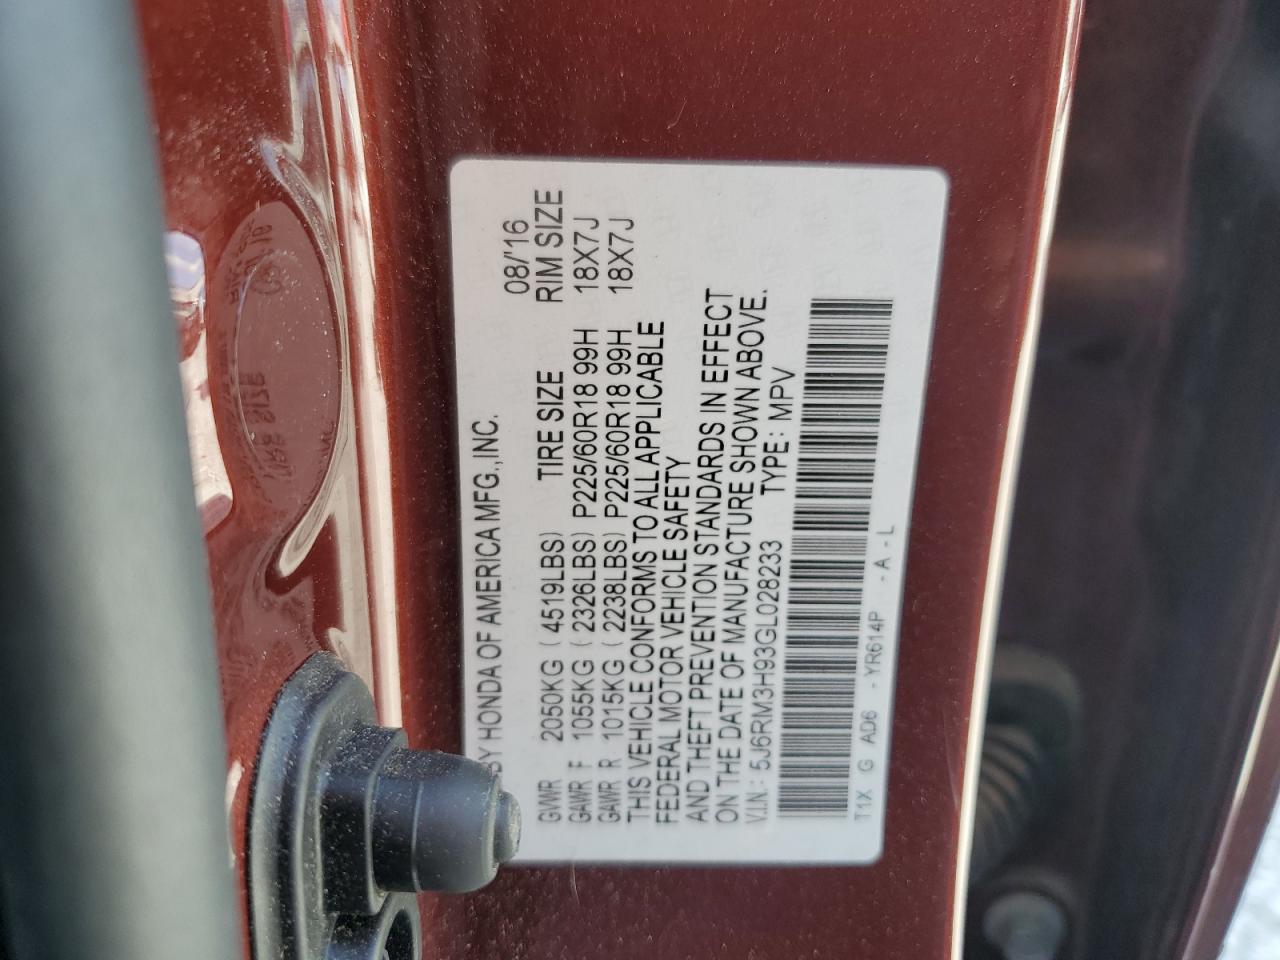 BY HONDA OF AMERICA MFG.,INC.
08/'16
TIRE SIZE RIM SIZE
GVWR 2050KG ( 4519LBS)
GAWR F 1055KG ( 2326LBS) P225/60R18 99H 18X7J
GAWR R 1015KG ( 2238LBS) P225/60R18 99H 18X7J
THIS VEHICLE CONFORMS TO ALL APPLICABLE
FEDERAL MOTOR VEHICLE SAFETY
AND THEFT PREVENTION STANDARDS IN EFFECT
ON THE DATE OF MANUFACTURE SHOWN ABOVE.
V.I.N.: 5J6RM3H93GL028233 TYPE: MPV
T1X G AD6 - YR614P - A - L